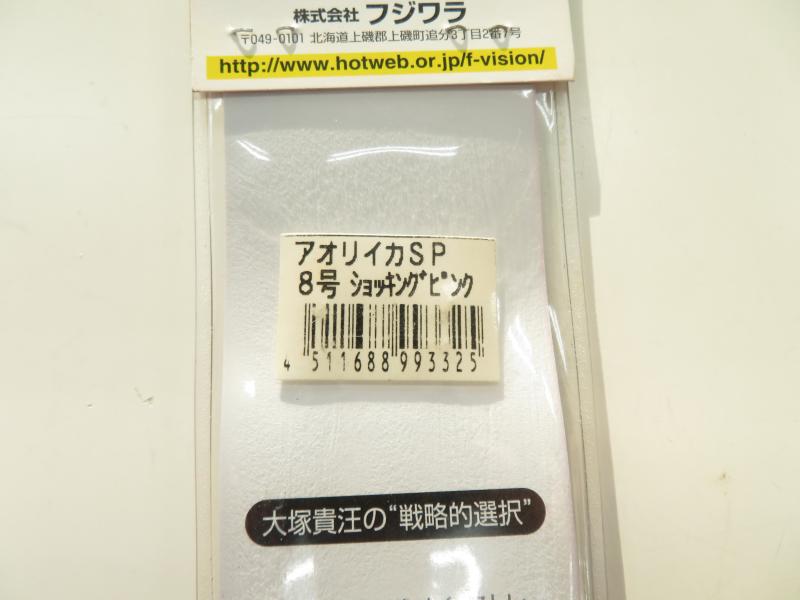 株式会社 フジワラ
〒049-0101 北海道上磯郡上磯町追分3丁目2番7号
http://www.hotweb.or.jp/f-vision/
アオリイカSP
8号 ｼｮｯｷﾝｸﾞﾋﾟﾝｸ
4 511688 993325
大塚貴汪の“戦略的選択”